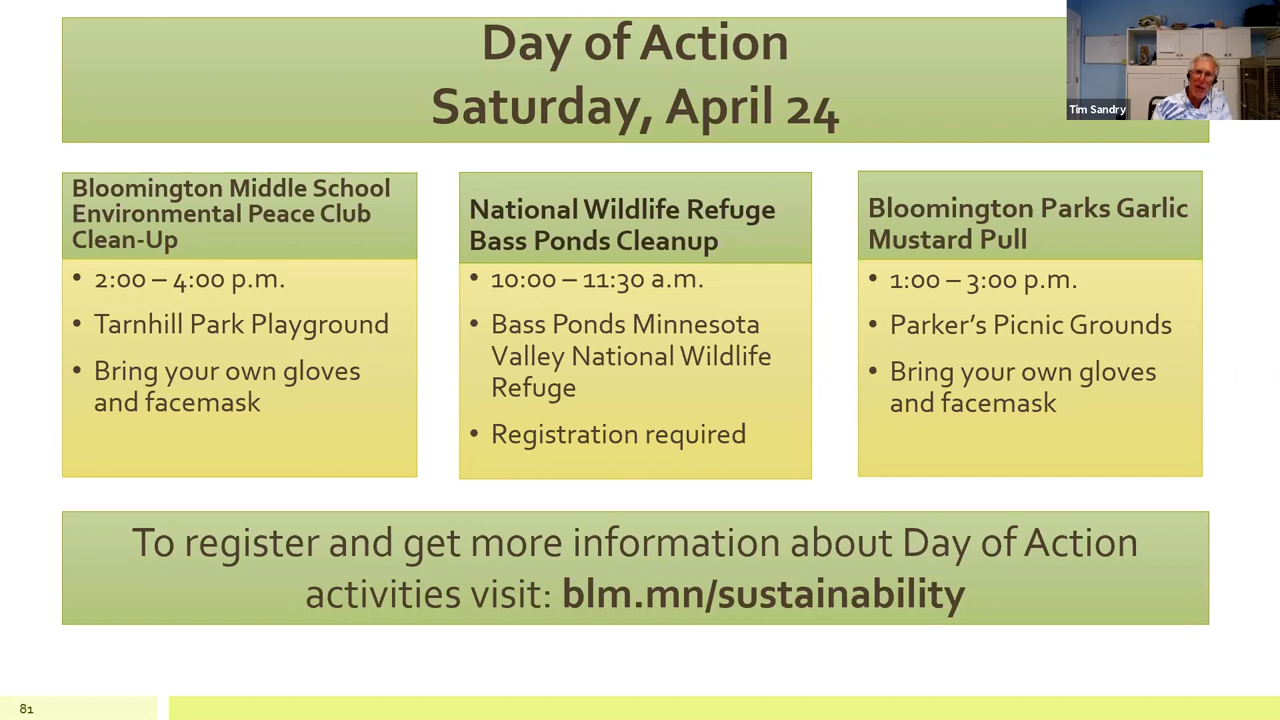 Day of Action
Saturday, April 24
Tim Sandry
Bloomington Middle School
Environmental Peace Club
Clean-Up
• 2:00 – 4:00 p.m.
• Tarnhill Park Playground
• Bring your own gloves
and facemask
National Wildlife Refuge
Bass Ponds Cleanup
• 10:00 – 11:30 a.m.
• Bass Ponds Minnesota
Valley National Wildlife
Refuge
• Registration required
Bloomington Parks Garlic
Mustard Pull
• 1:00 – 3:00 p.m.
• Parker’s Picnic Grounds
• Bring your own gloves
and facemask
To register and get more information about Day of Action
activities visit: blm.mn/sustainability
81